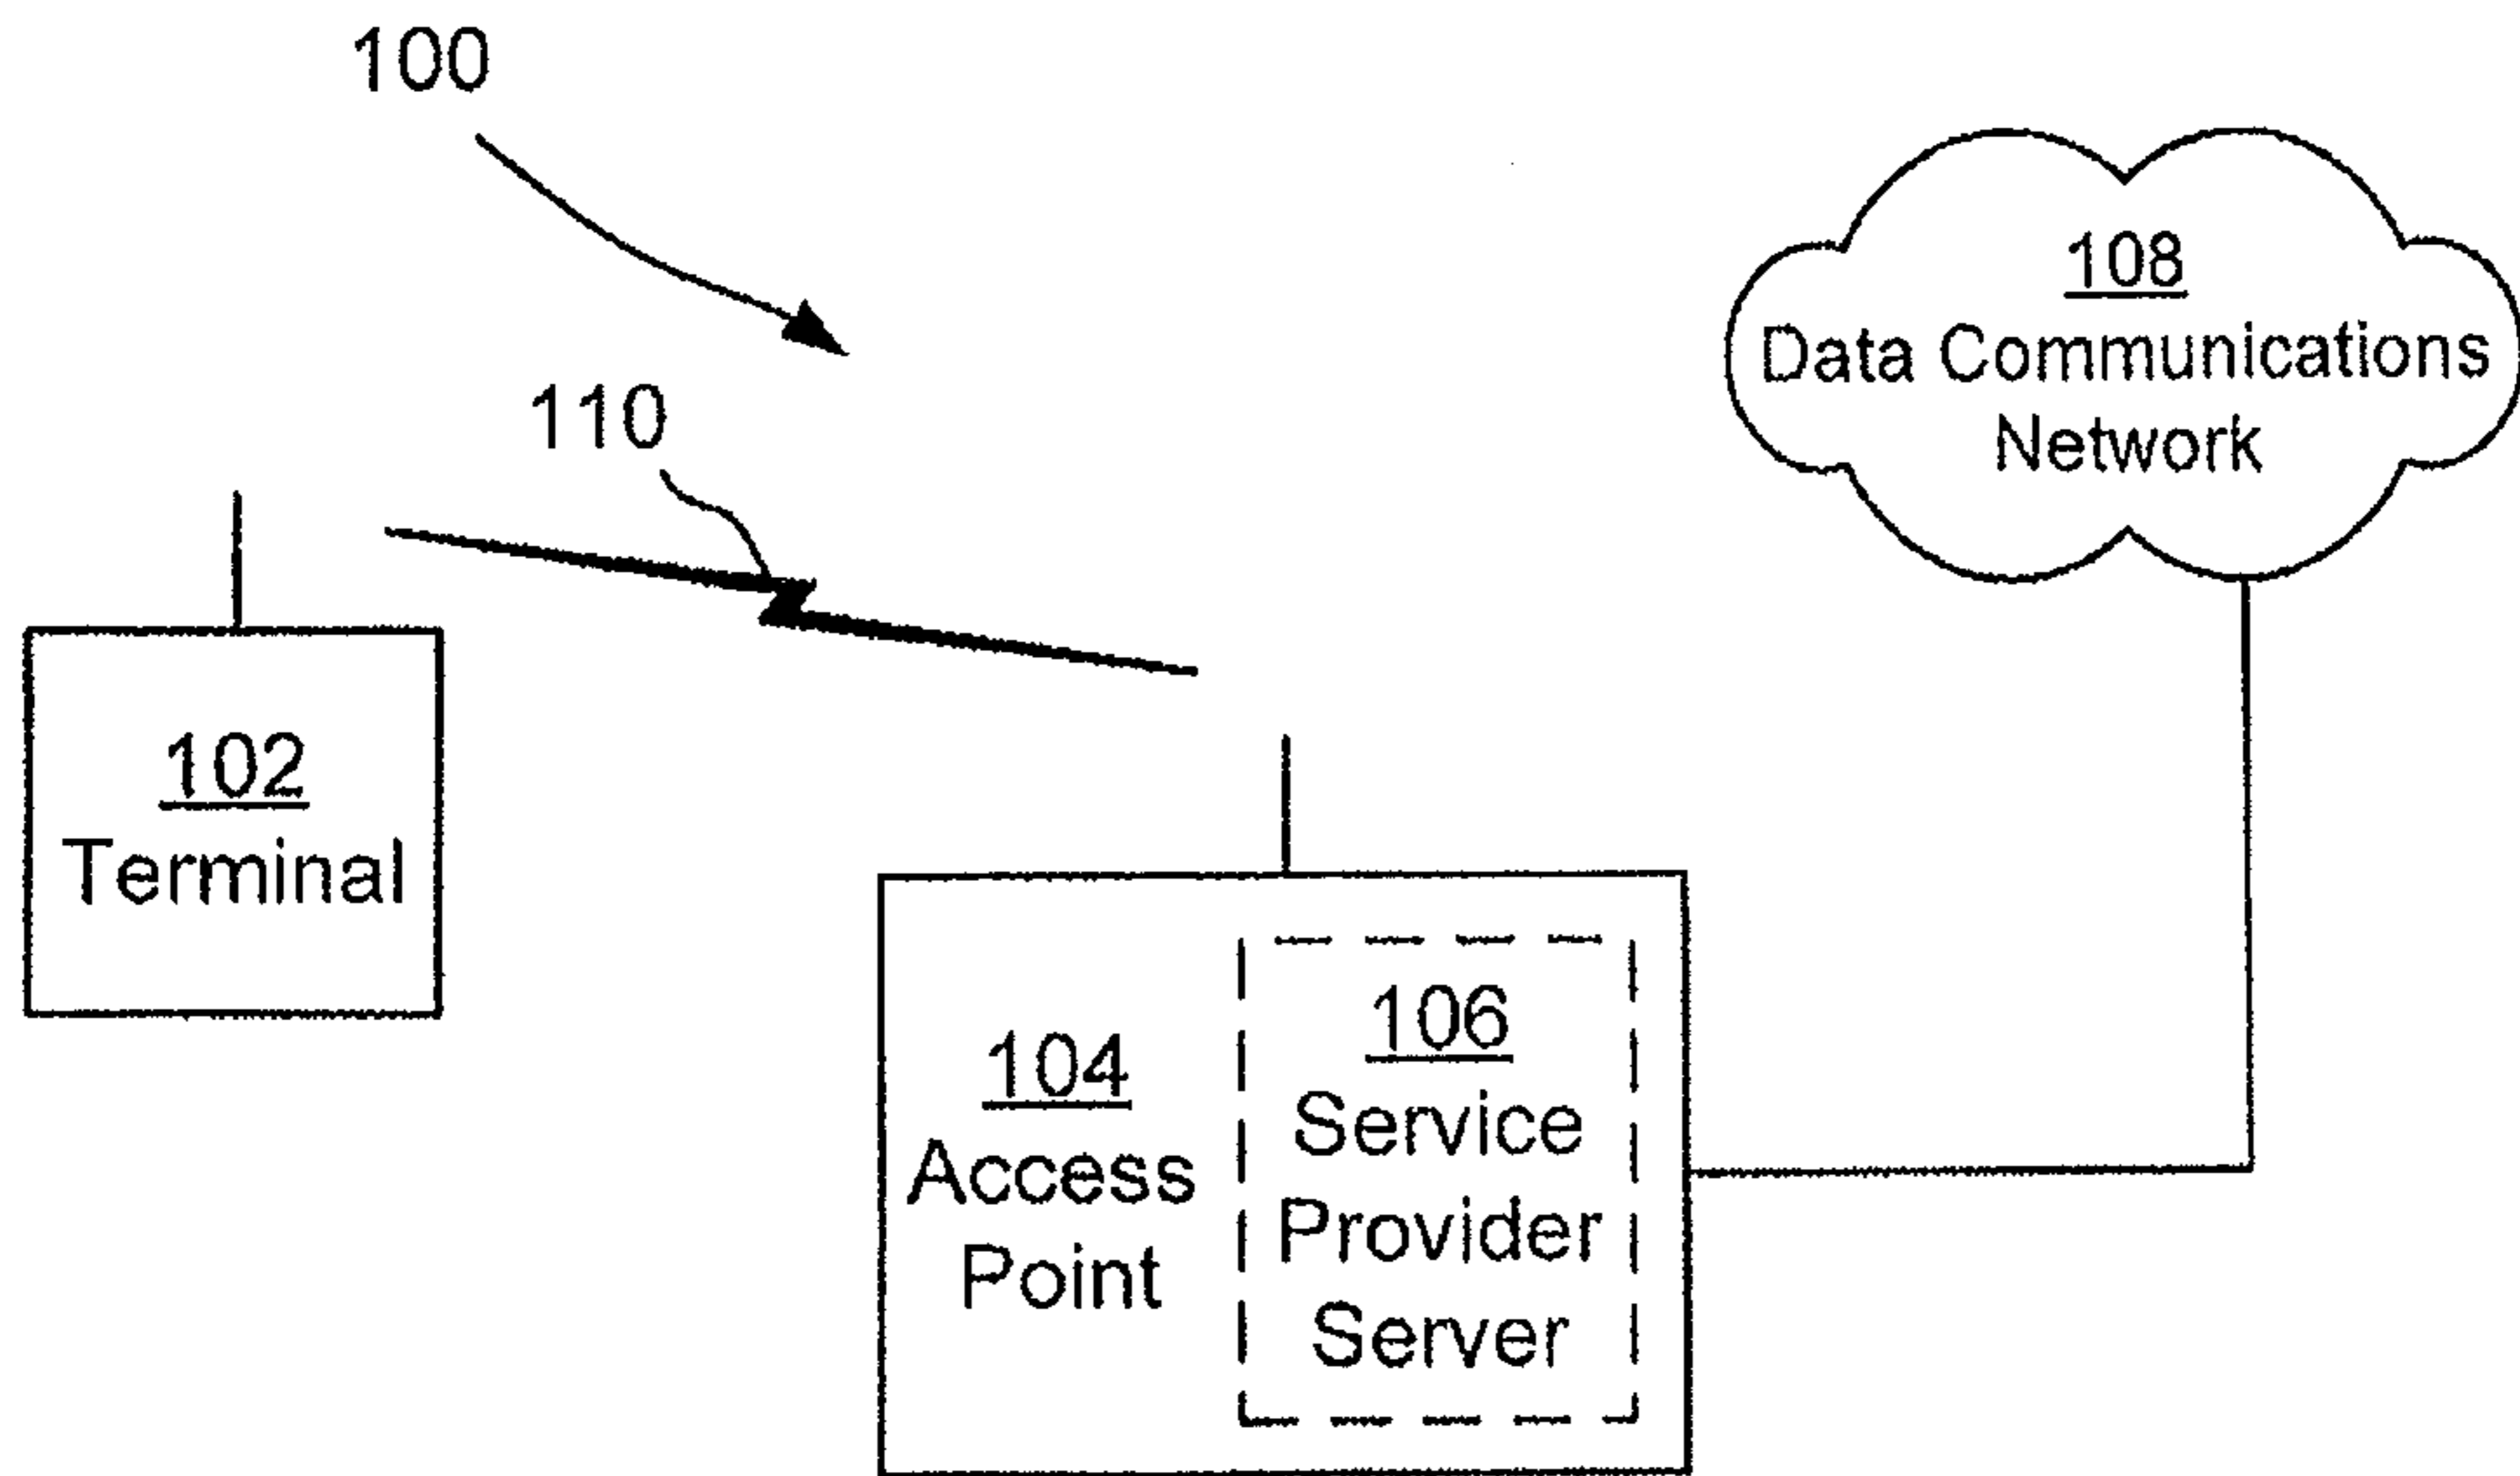 100
110
108
Data Communications
Network
102
Terminal
104
Access
Point
106
Service
Provider
Server